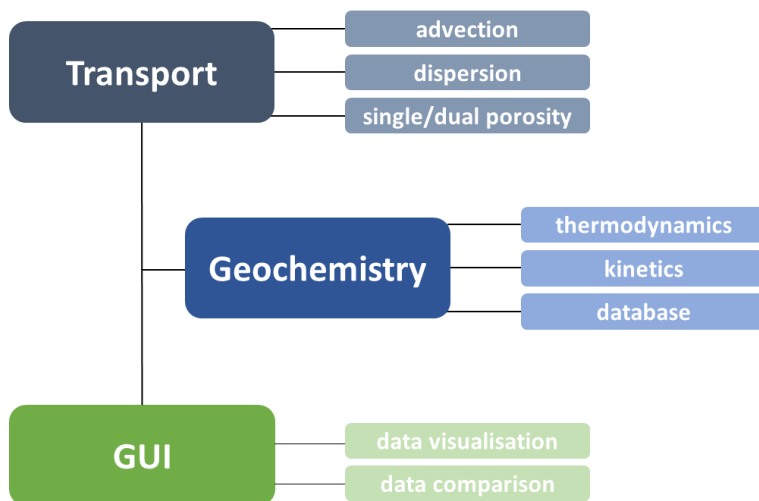 Transport
advection
dispersion
single/dual porosity
Geochemistry
thermodynamics
kinetics
database
GUI
data visualisation
data comparison